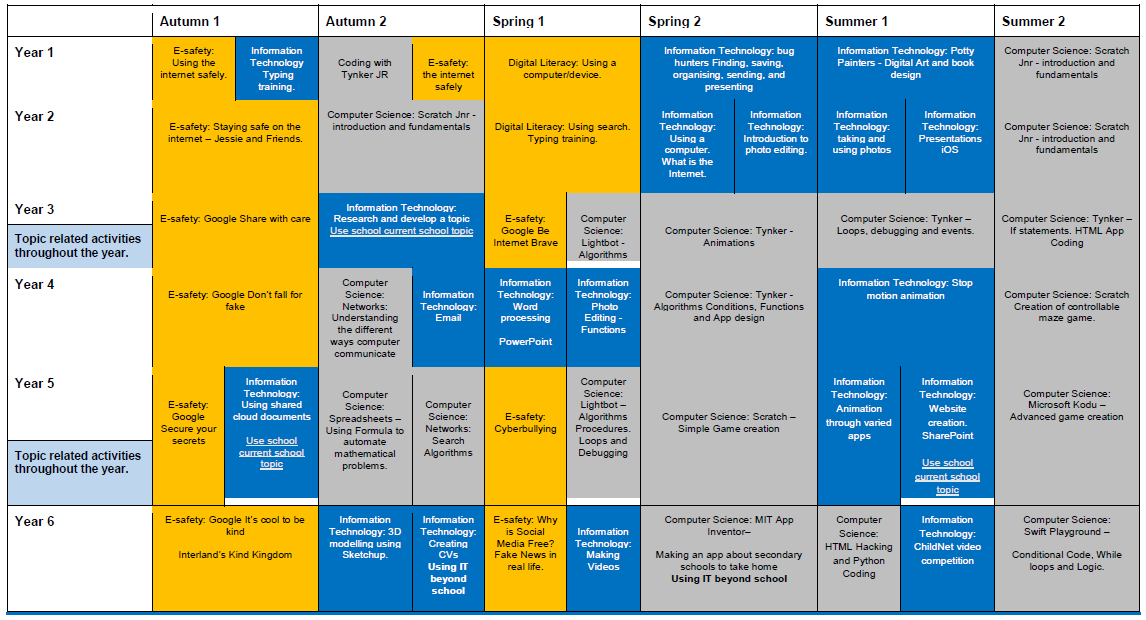 Autumn 1
Autumn 2
Spring 1
Spring 2
Summer 1
Summer 2
Year 1
E-safety:
Using the
internet safely.
Information
Technology
Typing
training.
Coding with
Tynker JR
E-safety:
the internet
safely
Digital Literacy: Using a
computer/device.
Information Technology: bug
hunters Finding, saving,
organising, sending, and
presenting
Information Technology: Potty
Painters - Digital Art and book
design
Computer Science: Scratch
Jnr - introduction and
fundamentals
Year 2
E-safety: Staying safe on the
internet – Jessie and Friends.
Computer Science: Scratch Jnr -
introduction and fundamentals
Digital Literacy: Using search.
Typing training.
Information
Technology:
Using a
computer.
What is the
Internet.
Information
Technology:
Introduction to
photo editing.
Information
Technology:
taking and
using photos
Information
Technology:
Presentations
iOS
Computer Science: Scratch
Jnr - introduction and
fundamentals
Year 3
Topic related activities
throughout the year.
E-safety: Google Share with care
Information Technology:
Research and develop a topic
Use school current school topic
E-safety:
Google Be
Internet Brave
Computer
Science:
Lightbot -
Algorithms
Computer Science: Tynker -
Animations
Computer Science: Tynker –
Loops, debugging and events.
Computer Science: Tynker –
If statements. HTML App
Coding
Year 4
E-safety: Google Don't fall for
fake
Computer
Science:
Networks:
Understanding
the different
ways computer
communicate
Information
Technology:
Email
Information
Technology:
Word
processing
PowerPoint
Information
Technology:
Photo
Editing -
Functions
Computer Science: Tynker -
Algorithms Conditions, Functions
and App design
Information Technology: Stop
motion animation
Computer Science: Scratch
Creation of controllable
maze game.
Year 5
Topic related activities
throughout the year.
E-safety:
Google
Secure your
secrets
Information
Technology:
Using shared
cloud documents
Use school
current school
topic
Computer
Science:
Spreadsheets –
Using Formula to
automate
mathematical
problems.
Computer
Science:
Networks:
Search
Algorithms
E-safety:
Cyberbullying
Computer
Science:
Lightbot –
Algorithms
Procedures.
Loops and
Debugging
Computer Science: Scratch –
Simple Game creation
Information
Technology:
Animation
through varied
apps
Information
Technology:
Website
creation.
SharePoint
Use school
current school
topic
Computer Science:
Microsoft Kodu –
Advanced game creation
Year 6
E-safety: Google It's cool to be
kind
Interland's Kind Kingdom
Information
Technology: 3D
modelling using
Sketchup.
Information
Technology:
Creating
CVs
Using IT
beyond
school
E-safety: Why
is Social
Media Free?
Fake News in
real life.
Information
Technology:
Making
Videos
Computer Science: MIT App
Inventor–
Making an app about secondary
schools to take home
Using IT beyond school
Computer
Science:
HTML Hacking
and Python
Coding
Information
Technology:
ChildNet video
competition
Computer Science:
Swift Playground –
Conditional Code, While
loops and Logic.